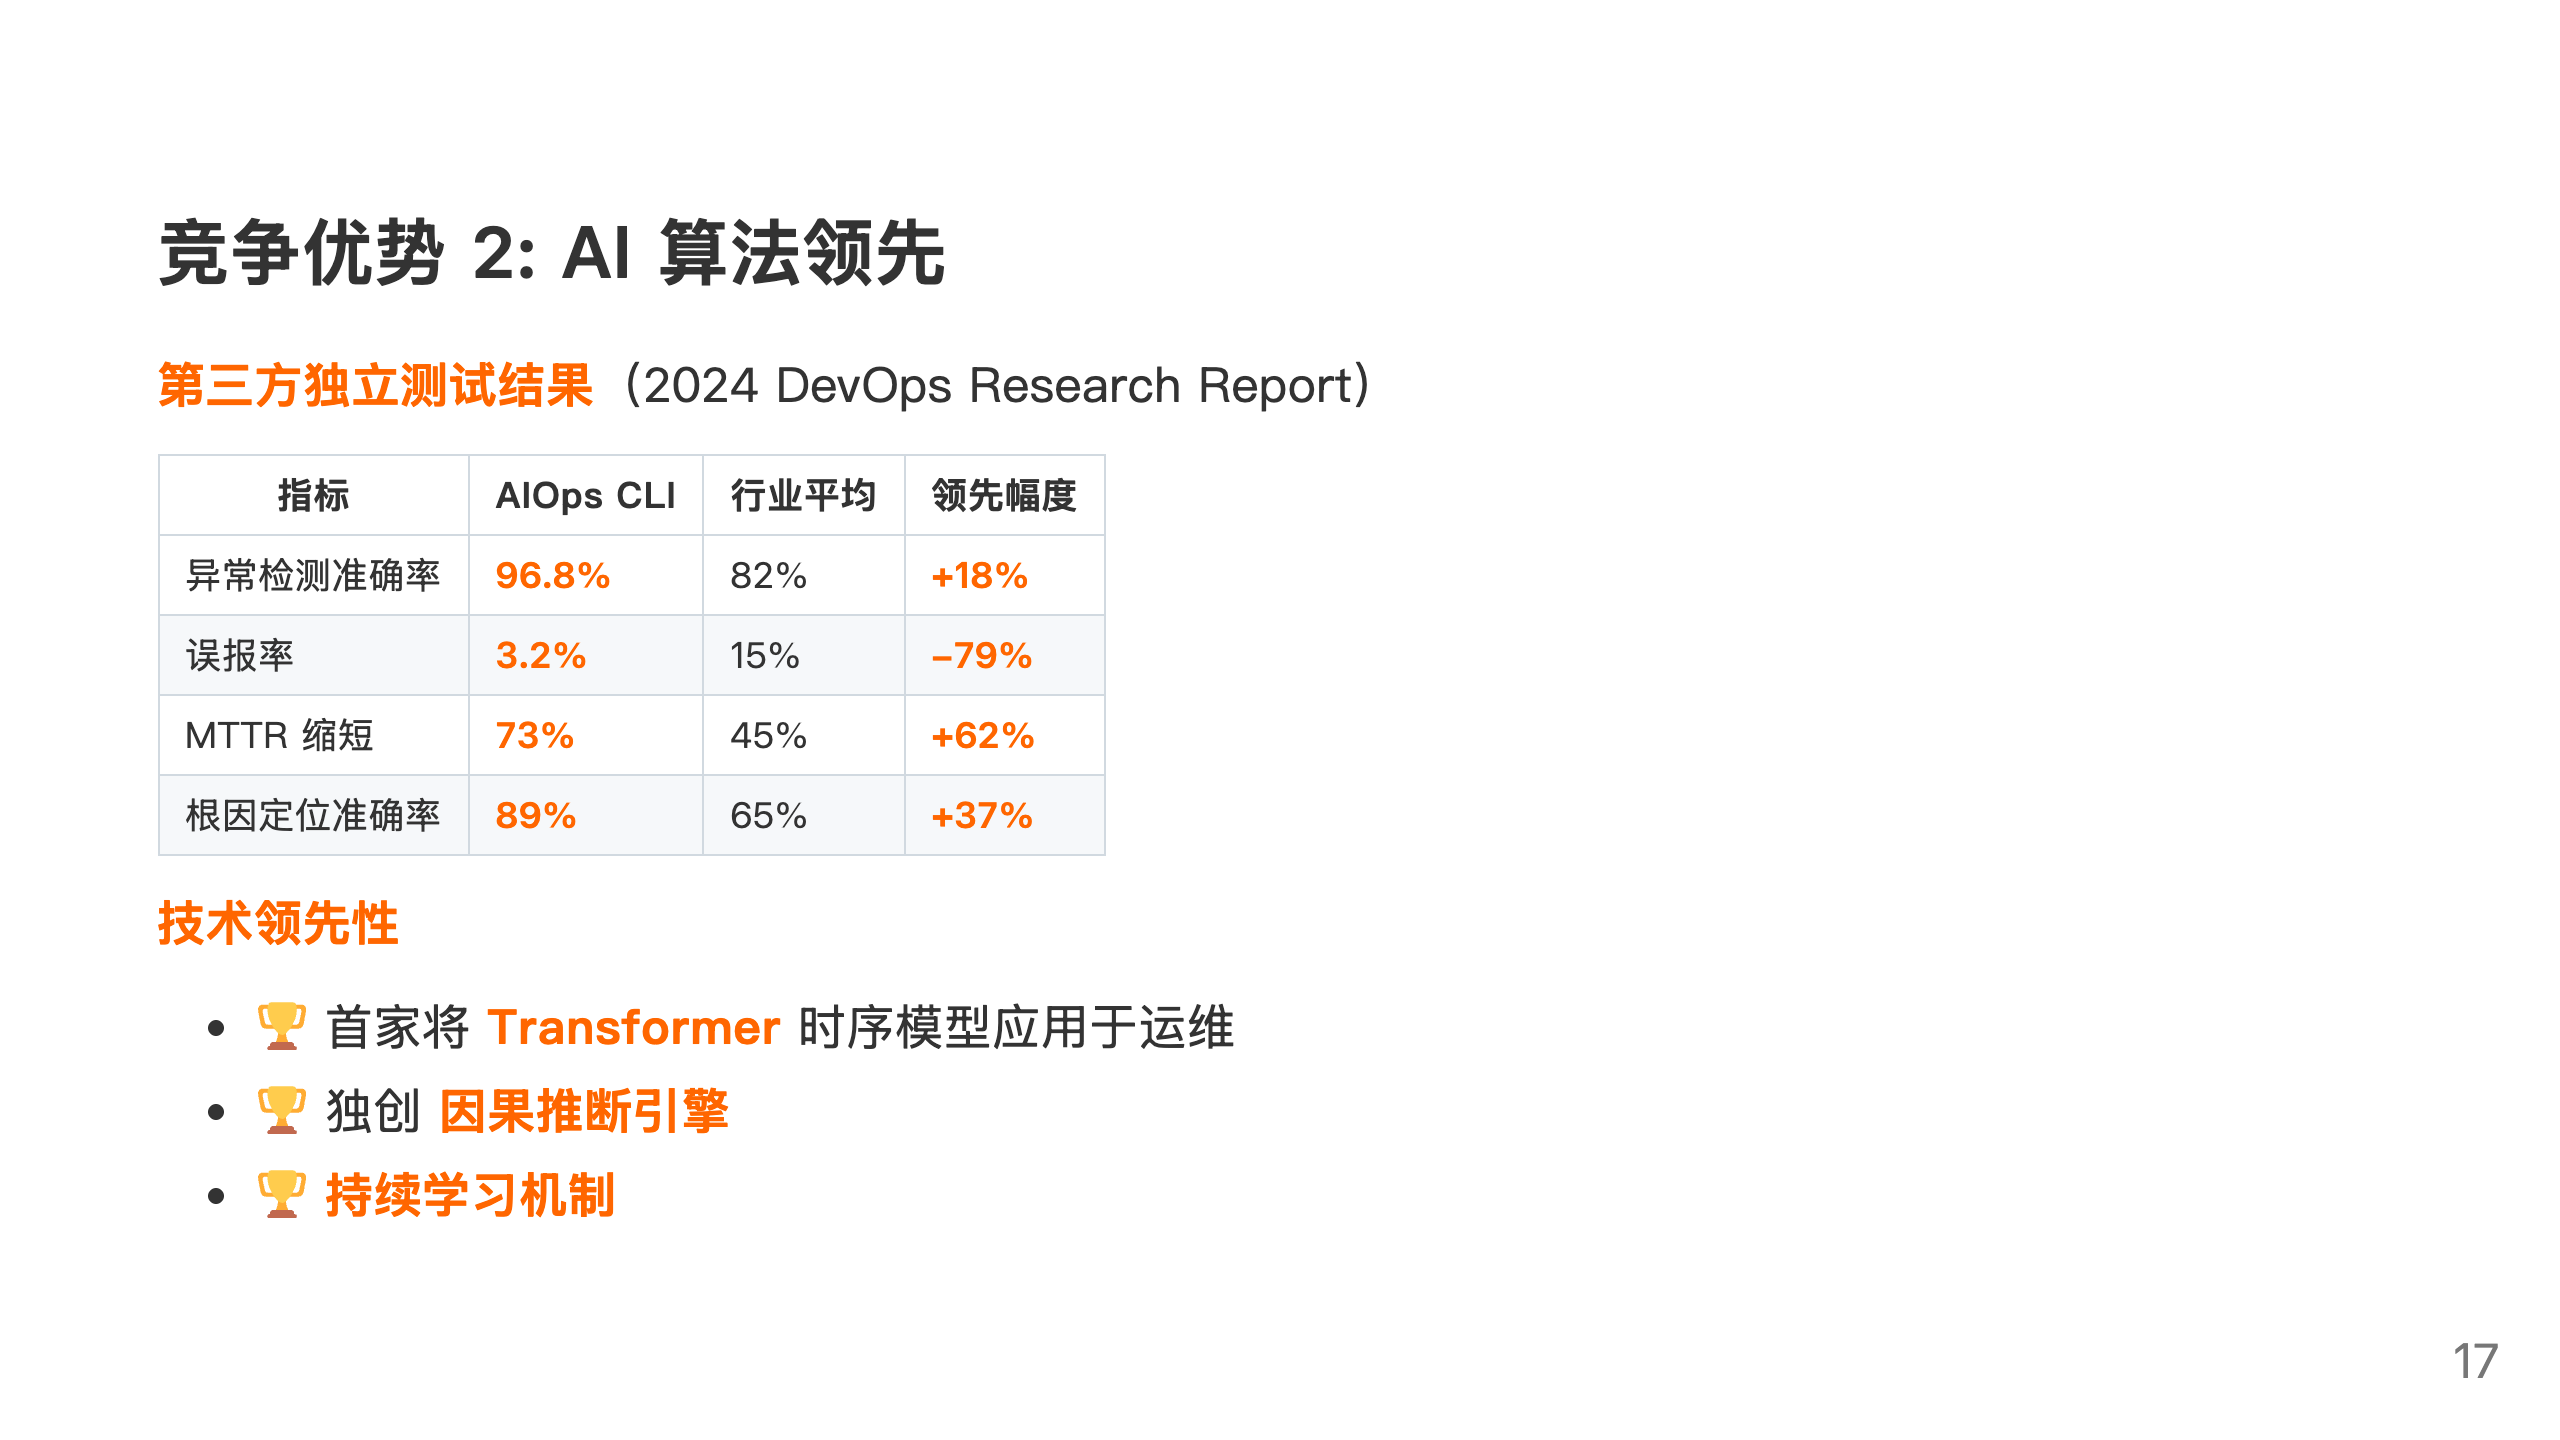 竞争优势 2: AI 算法领先
第三方独立测试结果（2024 DevOps Research Report）
指标 AIOps CLI 行业平均 领先幅度
异常检测准确率 96.8% 82% +18%
误报率 3.2% 15% -79%
MTTR 缩短 73% 45% +62%
根因定位准确率 89% 65% +37%
技术领先性
• 🏆 首家将 Transformer 时序模型应用于运维
• 🏆 独创 因果推断引擎
• 🏆 持续学习机制
17